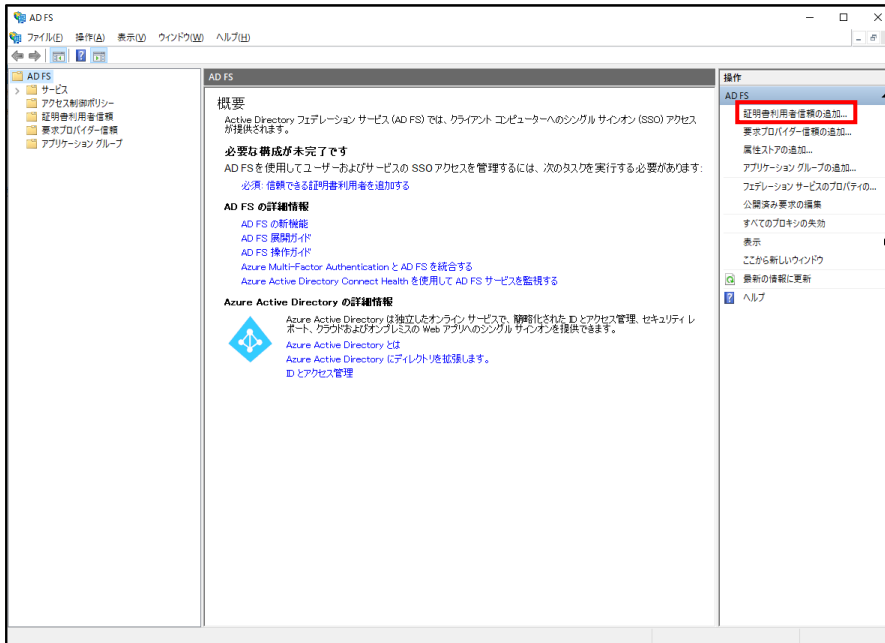 AD FS
ファイル(F) 操作(A) 表示(V) ウィンドウ(W) ヘルプ(H)
AD FS
サービス
アクセス制御ポリシー
証明書利用者信頼
要求プロバイダー信頼
アプリケーション グループ
AD FS
概要
Active Directory フェデレーション サービス (AD FS) では、クライアント コンピューターへのシングル サインオン (SSO) アクセス
が提供されます。
必要な構成が未完了です
AD FS を使用してユーザーおよびサービスの SSO アクセスを管理するには、次のタスクを実行する必要があります:
必須: 信頼できる証明書利用者を追加する
AD FS の詳細情報
AD FS の新機能
AD FS 展開ガイド
AD FS 操作ガイド
Azure Multi-Factor Authentication と AD FS を統合する
Azure Active Directory Connect Health を使用して AD FS サービスを監視する
Azure Active Directory の詳細情報
Azure Active Directory は独立したオンライン サービスで、簡略化された ID とアクセス管理、セキュリティ レ
ポート、クラウドおよびオンプレミスの Web アプリへのシングル サインオンを提供できます。
Azure Active Directory とは
Azure Active Directory にディレクトリを拡張します。
ID とアクセス管理
操作
AD FS
証明書利用者信頼の追加...
要求プロバイダー信頼の追加...
属性ストアの追加...
アプリケーション グループの追加...
フェデレーション サービスのプロパティの...
公開済み要求の編集
すべてのプロキシの失効
表示
ここから新しいウィンドウ
最新の情報に更新
ヘルプ